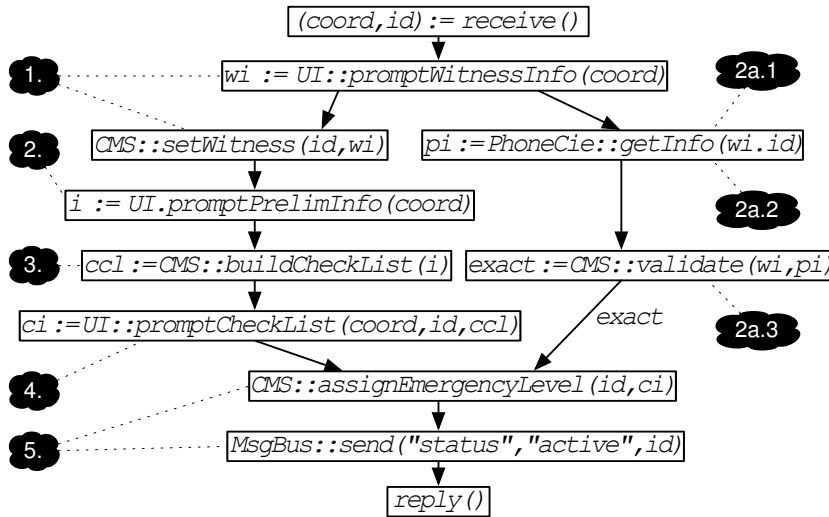 (coord,id):= receive()
1.
wi := UI::promptWitnessInfo(coord)
2a.1
2.
CMS::setWitness(id,wi)
pi:=PhoneCie::getInfo(wi.id)
i := UI.promptPrelimInfo(coord)
2a.2
3.
ccl:=CMS::buildCheckList(i)
exact:=CMS::validate(wi,pi)
ci:=UI::promptCheckList(coord,id,ccl)
exact
2a.3
4.
CMS::assignEmergencyLevel(id,ci)
5.
MsgBus::send("status","active",id)
reply()